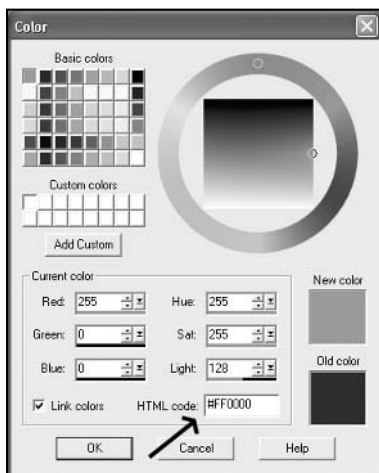 Color
Basic colors
Custom colors
Add Custom
Current color
Red: 255
Hue: 255
Green: 0
Sat: 255
Blue: 0
Light: 128
Link colors
HTML code: #FF0000
New color
Old color
OK
Cancel
Help